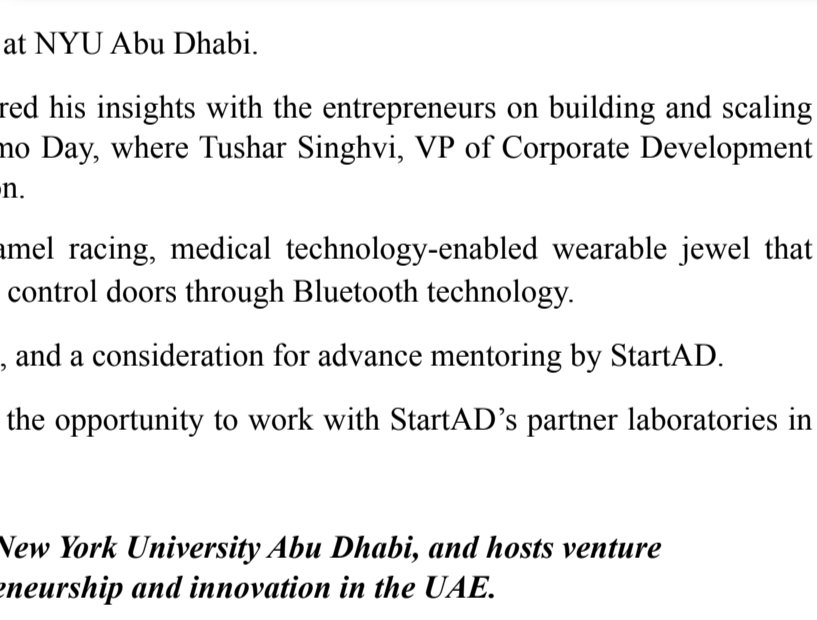 at NYU Abu Dhabi.
red his insights with the entrepreneurs on building and scaling
mo Day, where Tushar Singhvi, VP of Corporate Development
on.
amel racing, medical technology-enabled wearable jewel that
control doors through Bluetooth technology.
, and a consideration for advance mentoring by StartAD.
the opportunity to work with StartAD’s partner laboratories in
New York University Abu Dhabi, and hosts venture
eneurship and innovation in the UAE.